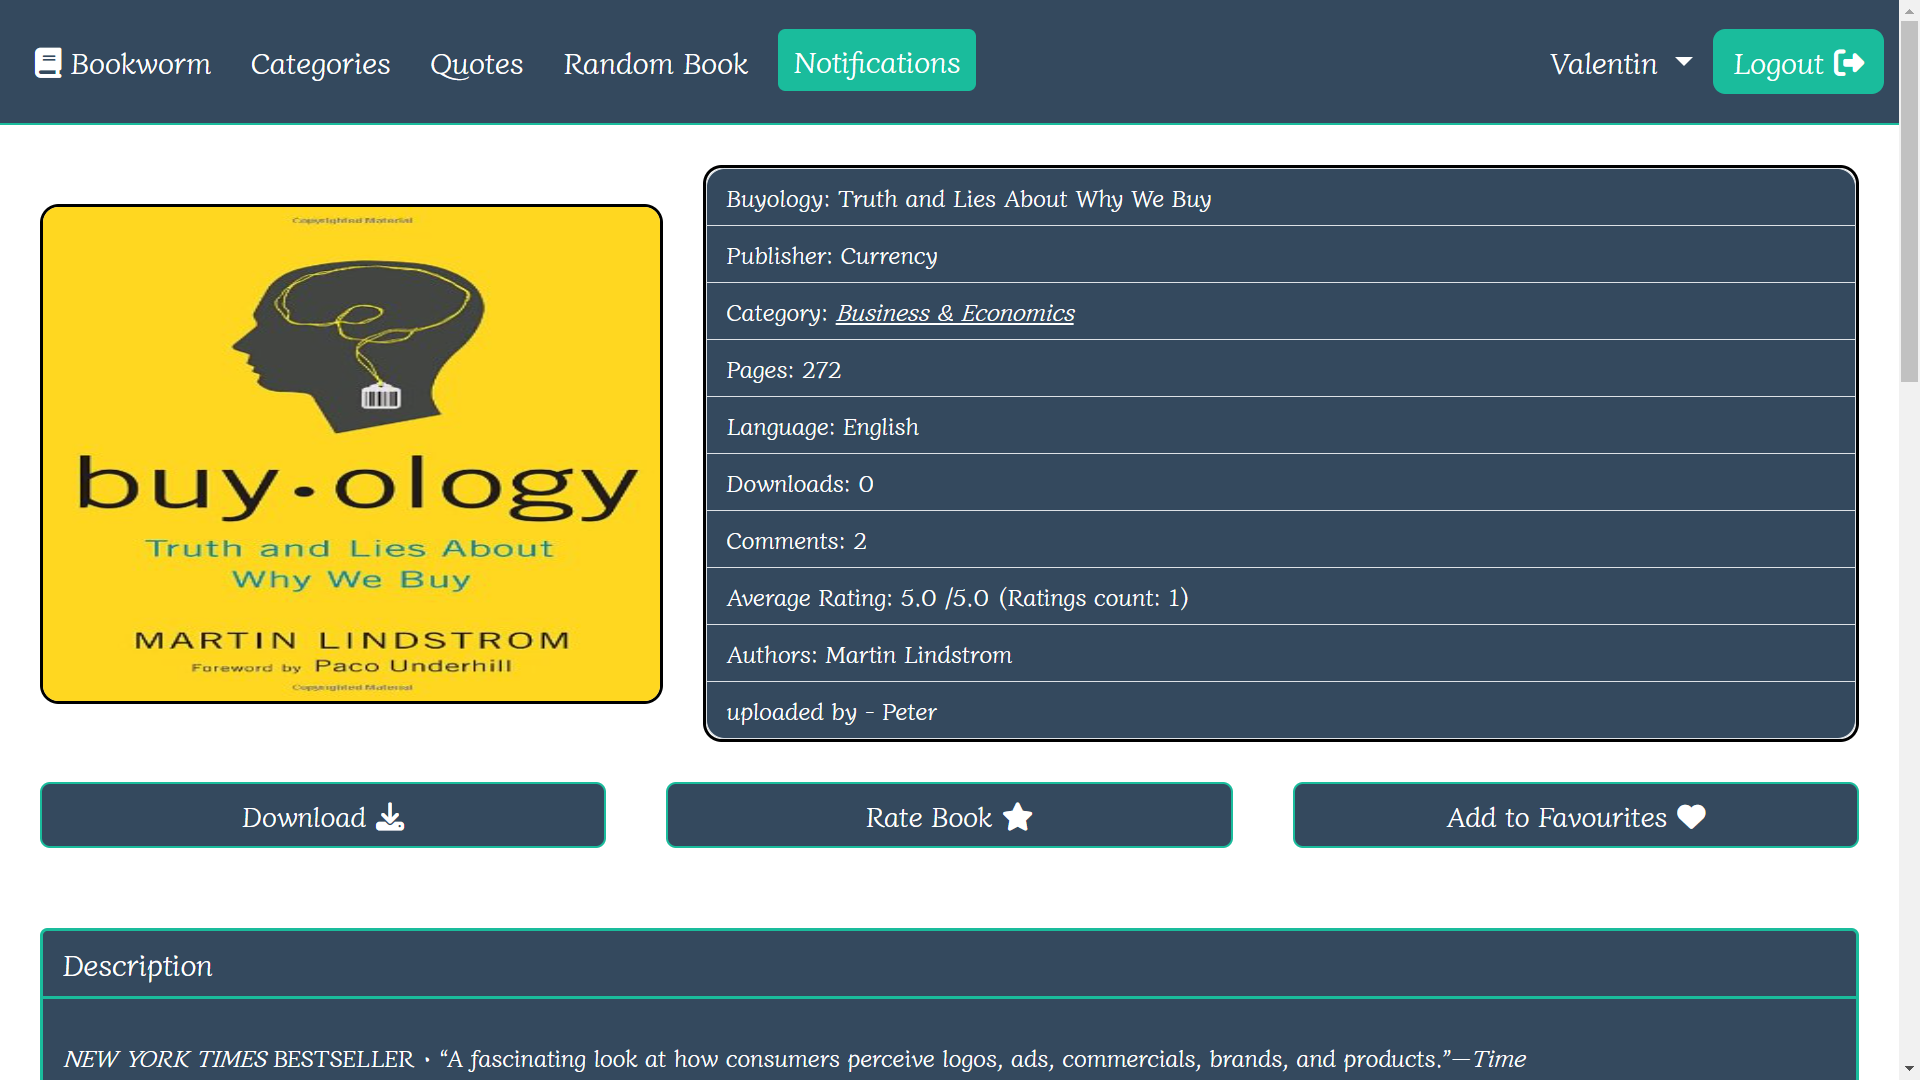 Bookworm Categories Quotes Random Book Notifications Valentin Logout
Copyrighted Material
buy•ology
Truth and Lies About
Why We Buy
MARTIN LINDSTROM
Foreword by Paco Underhill
Copyrighted Material
Buyology: Truth and Lies About Why We Buy
Publisher: Currency
Category: Business & Economics
Pages: 272
Language: English
Downloads: 0
Comments: 2
Average Rating: 5.0 /5.0 (Ratings count: 1)
Authors: Martin Lindstrom
uploaded by - Peter
Download Rate Book Add to Favourites
Description
NEW YORK TIMES BESTSELLER • “A fascinating look at how consumers perceive logos, ads, commercials, brands, and products.”—Time